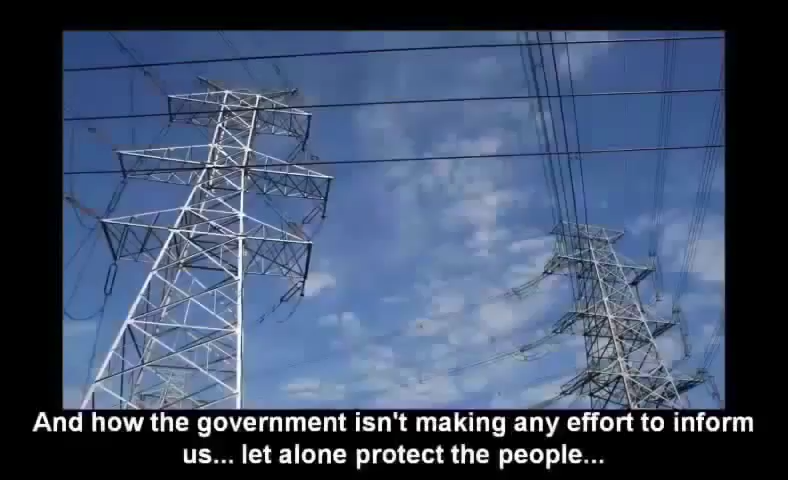 And how the government isn't making any effort to inform
us... let alone protect the people...